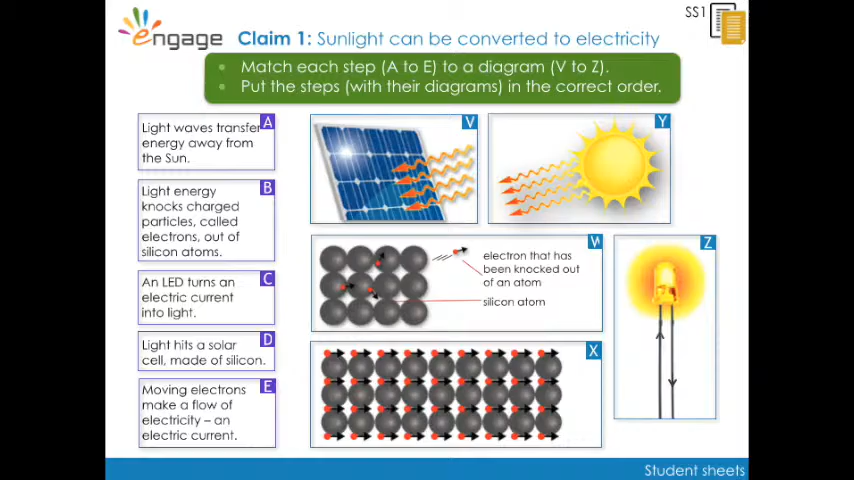 SS1
engage
Claim 1: Sunlight can be converted to electricity
• Match each step (A to E) to a diagram (V to Z).
• Put the steps (with their diagrams) in the correct order.
A
Light waves transfer
energy away from
the Sun.
B
Light energy
knocks charged
particles, called
electrons, out of
silicon atoms.
C
An LED turns an
electric current
into light.
D
Light hits a solar
cell, made of silicon.
E
Moving electrons
make a flow of
electricity – an
electric current.
V
Y
W
electron that has
been knocked out
of an atom
silicon atom
Z
X
Student sheets